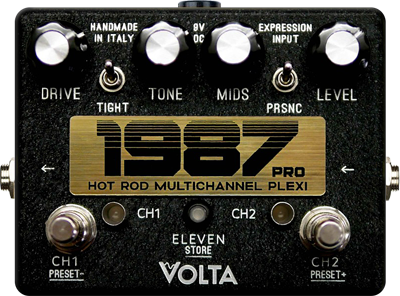 HANDMADE
IN ITALY
9V
DC
EXPRESSION
INPUT
DRIVE
TONE
MIDS
LEVEL
TIGHT
PRSNC
1987
PRO
HOT ROD MULTICHANNEL PLEXI
←
←
CH1
CH2
ELEVEN
STORE
CH1
PRESET-
CH2
PRESET+
VOLTA